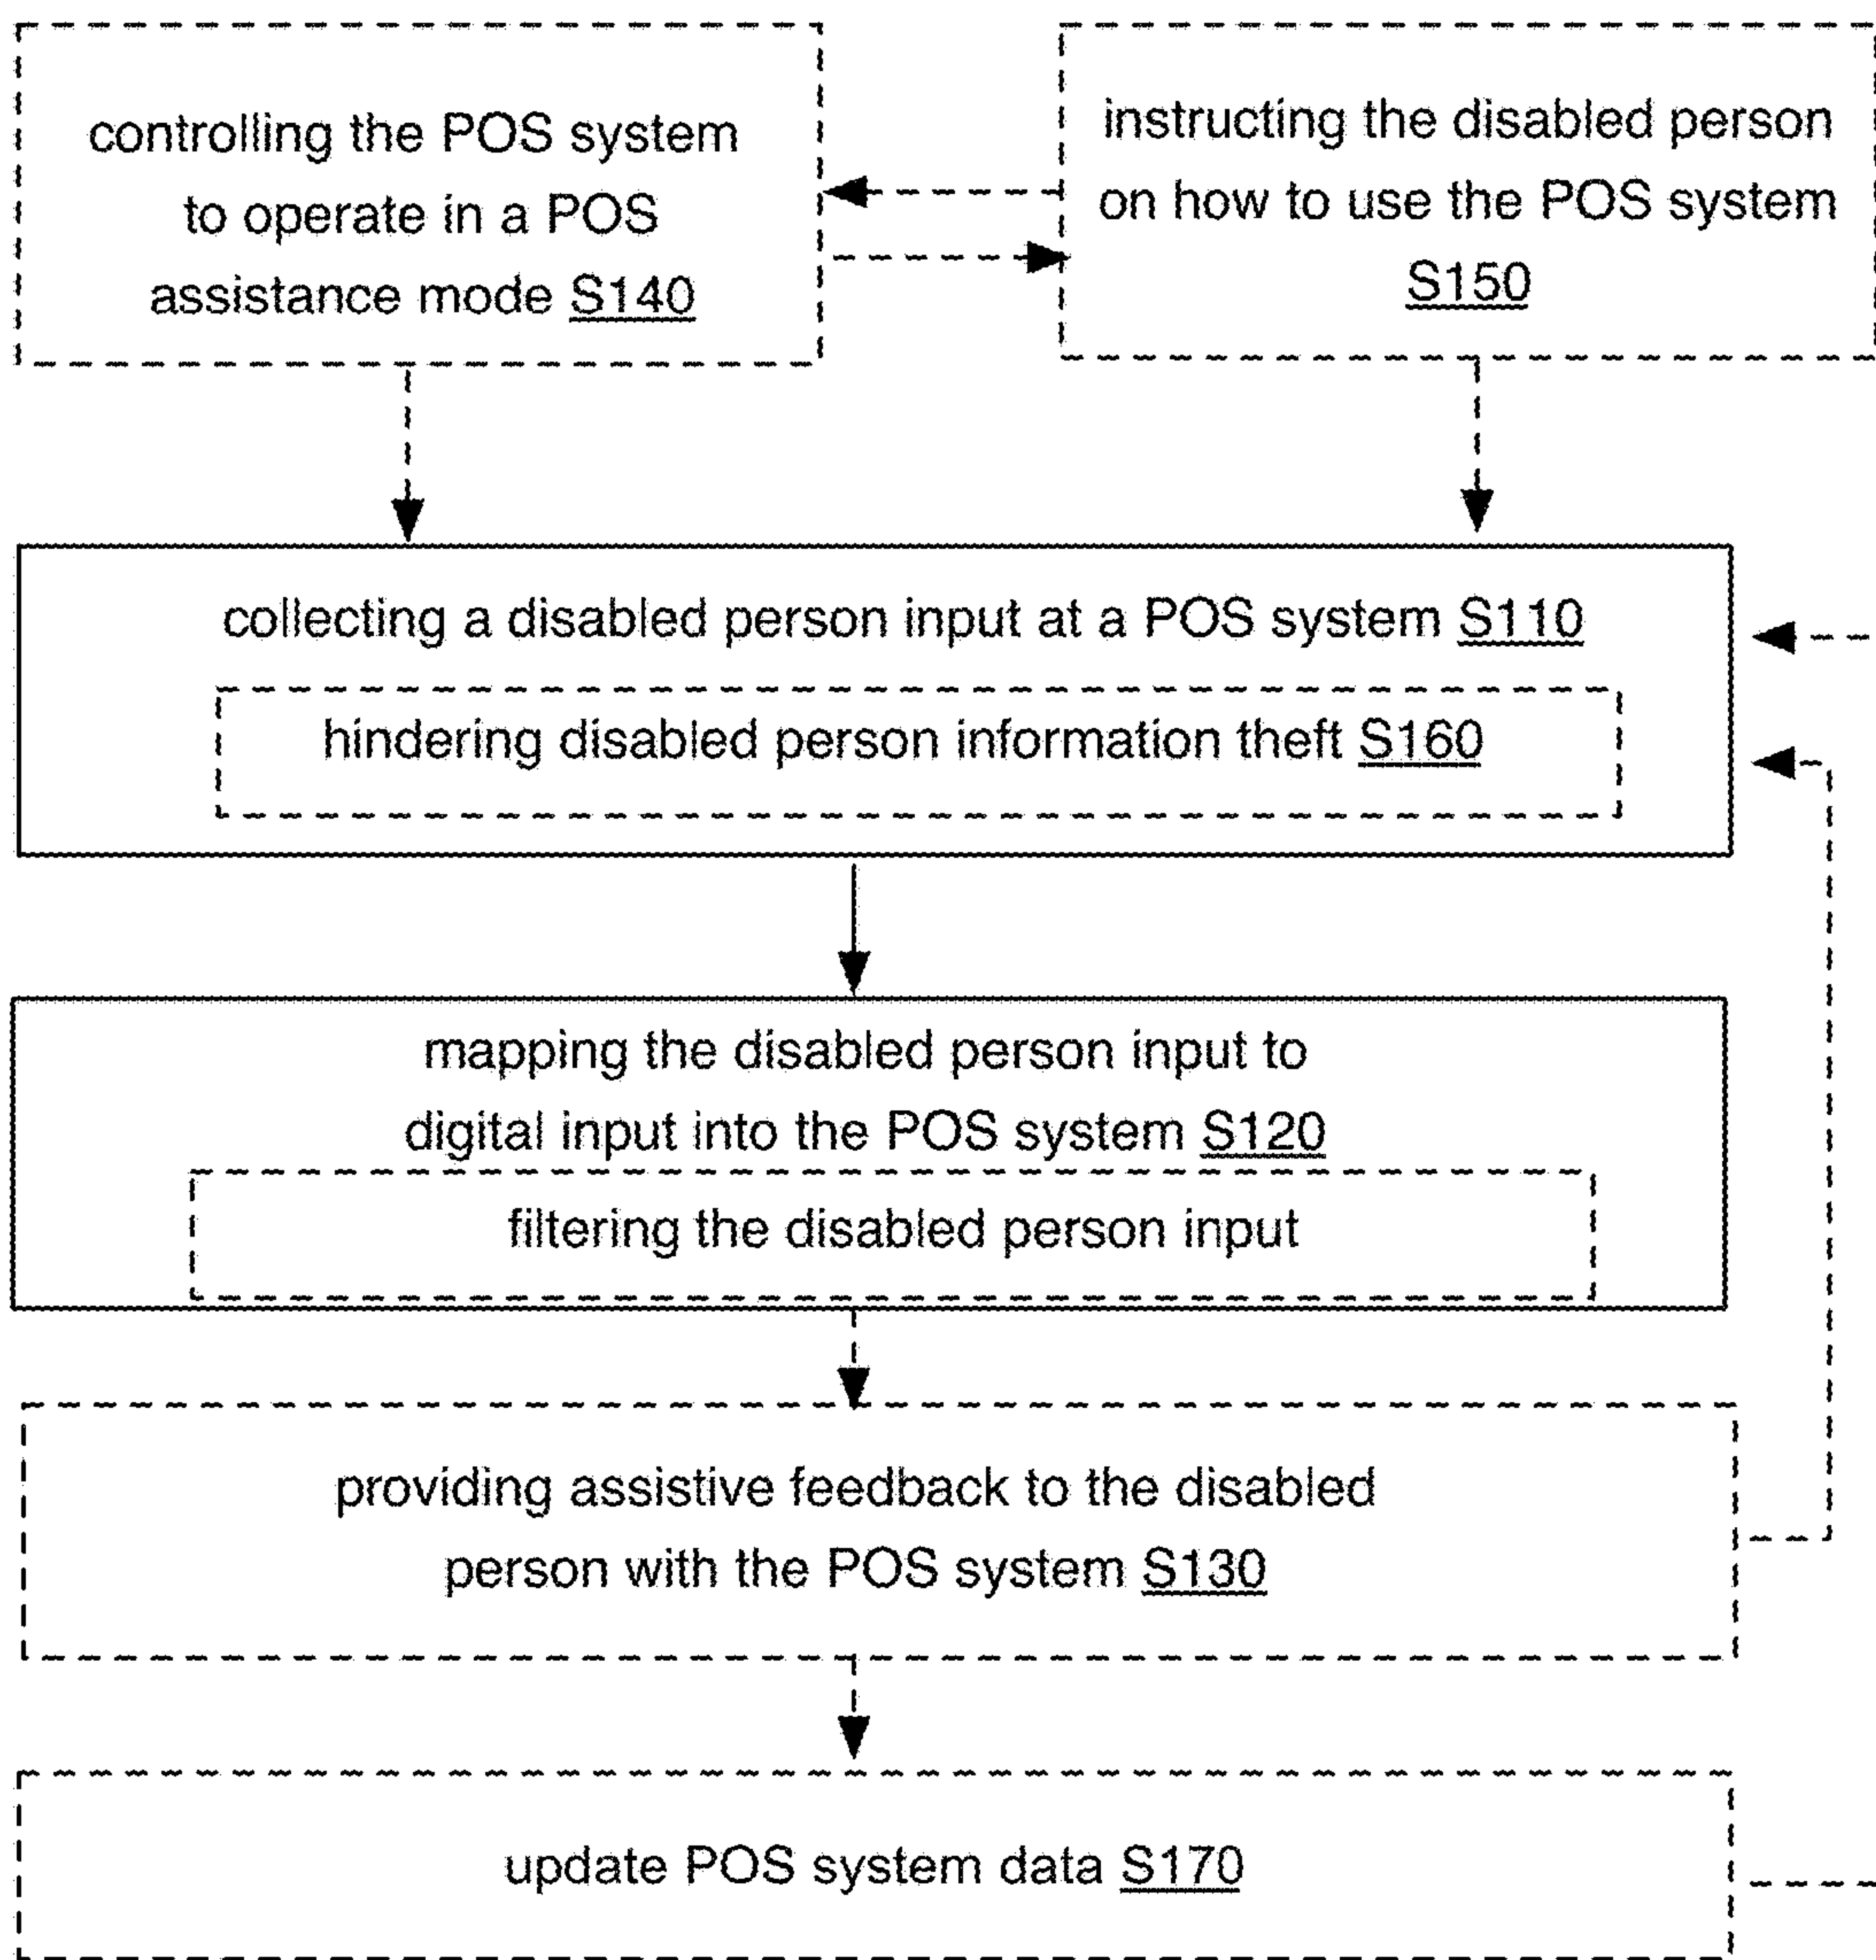 controlling the POS system
to operate in a POS
assistance mode S140
instructing the disabled person
on how to use the POS system
S150
collecting a disabled person input at a POS system S110
hindering disabled person information theft S160
mapping the disabled person input to
digital input into the POS system S120
filtering the disabled person input
providing assistive feedback to the disabled
person with the POS system S130
update POS system data S170